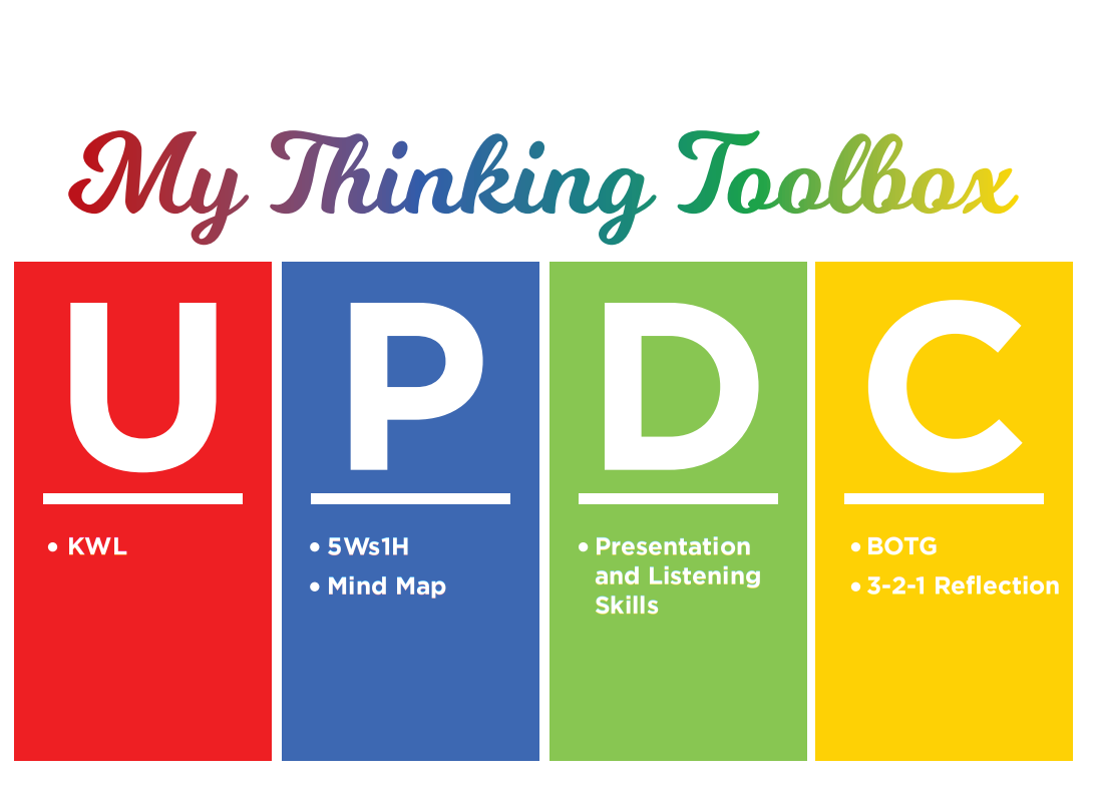 My Thinking Toolbox
U
• KWL
P
• 5Ws1H
• Mind Map
D
• Presentation
and Listening
Skills
C
• BOTG
• 3-2-1 Reflection